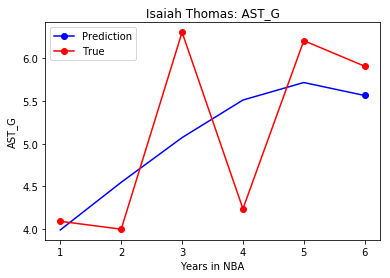 Isaiah Thomas: AST_G
Prediction
True
AST_G
6.0
5.5
5.0
4.5
4.0
1 2 3 4 5 6
Years in NBA